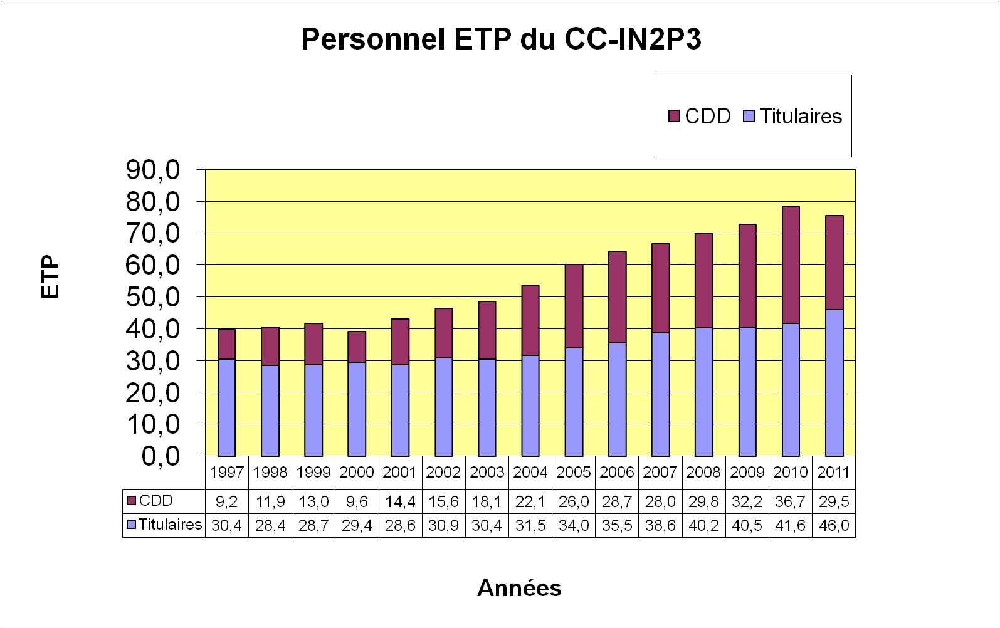 Personnel ETP du CC-IN2P3
CDD Titulaires
90,0
80,0
70,0
60,0
50,0
40,0
30,0
20,0
10,0
0,0
ETP
1997 1998 1999 2000 2001 2002 2003 2004 2005 2006 2007 2008 2009 2010 2011
CDD 9,2 11,9 13,0 9,6 14,4 15,6 18,1 22,1 26,0 28,7 28,0 29,8 32,2 36,7 29,5
Titulaires 30,4 28,4 28,7 29,4 28,6 30,9 30,4 31,5 34,0 35,5 38,6 40,2 40,5 41,6 46,0
Années